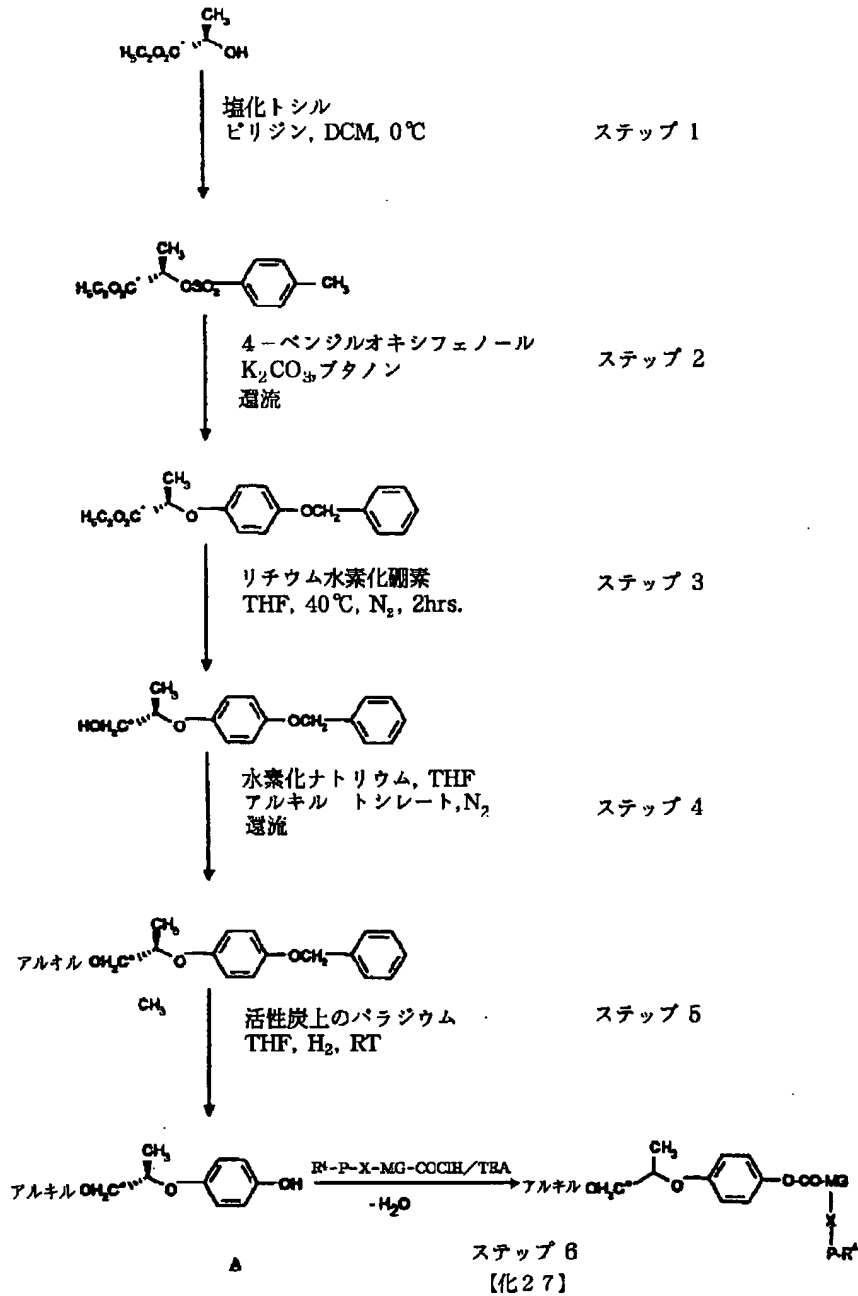 CH₃
H₅C₂O₂C* OH
塩化トシル
ピリジン, DCM, 0℃
ステップ 1
CH₃
H₅C₂O₂C* OSO₂ CH₃
4－ベンジルオキシフェノール
K₂CO₃,ブタノン
還流
ステップ 2
CH₃
H₅C₂O₂C* O OCH₂
リチウム水素化硼素
THF, 40℃, N₂, 2hrs.
ステップ 3
CH₃
HOH₂C* O OCH₂
水素化ナトリウム, THF
アルキル トシレート,N₂
還流
ステップ 4
CH₃
アルキル OH₂C* O OCH₂
CH₃
活性炭上のパラジウム
THF, H₂, RT
ステップ 5
CH₃
アルキル OH₂C* O OH
R⁴-P-X-MG-COClH/TEA
-H₂O
CH₃
アルキル OH₂C* O O-CO-MG
X
P-R⁴
A
ステップ 6
【化27】